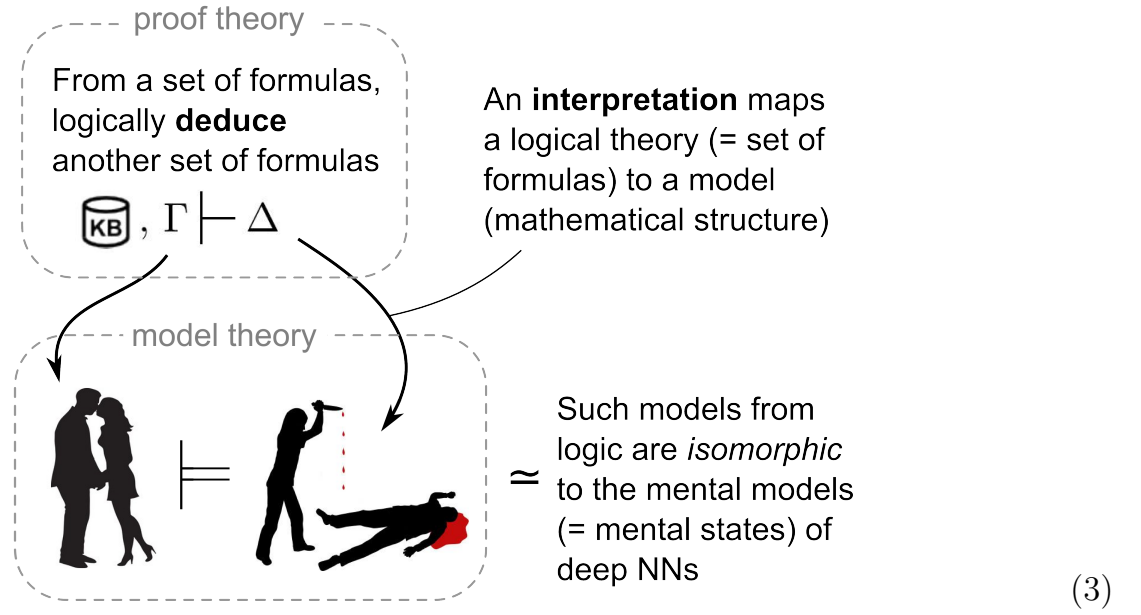 proof theory
From a set of formulas,
logically deduce
another set of formulas
KB , Γ ⊢ Δ
An interpretation maps
a logical theory (= set of
formulas) to a model
(mathematical structure)
model theory
⊨
≃
Such models from
logic are isomorphic
to the mental models
(= mental states) of
deep NNs
(3)